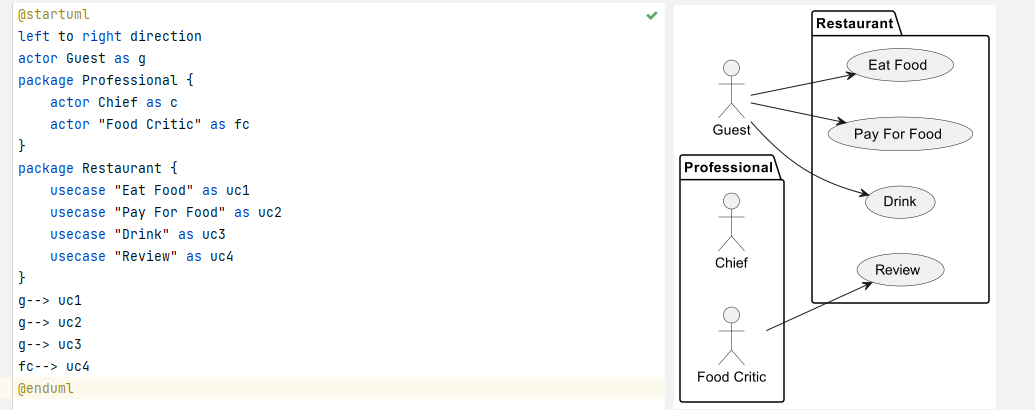 @startuml
left to right direction
actor Guest as g
package Professional {
    actor Chief as c
    actor "Food Critic" as fc
}
package Restaurant {
    usecase "Eat Food" as uc1
    usecase "Pay For Food" as uc2
    usecase "Drink" as uc3
    usecase "Review" as uc4
}
g--> uc1
g--> uc2
g--> uc3
fc--> uc4
@enduml
Restaurant
Eat Food
Guest
Pay For Food
Professional
Drink
Chief
Review
Food Critic